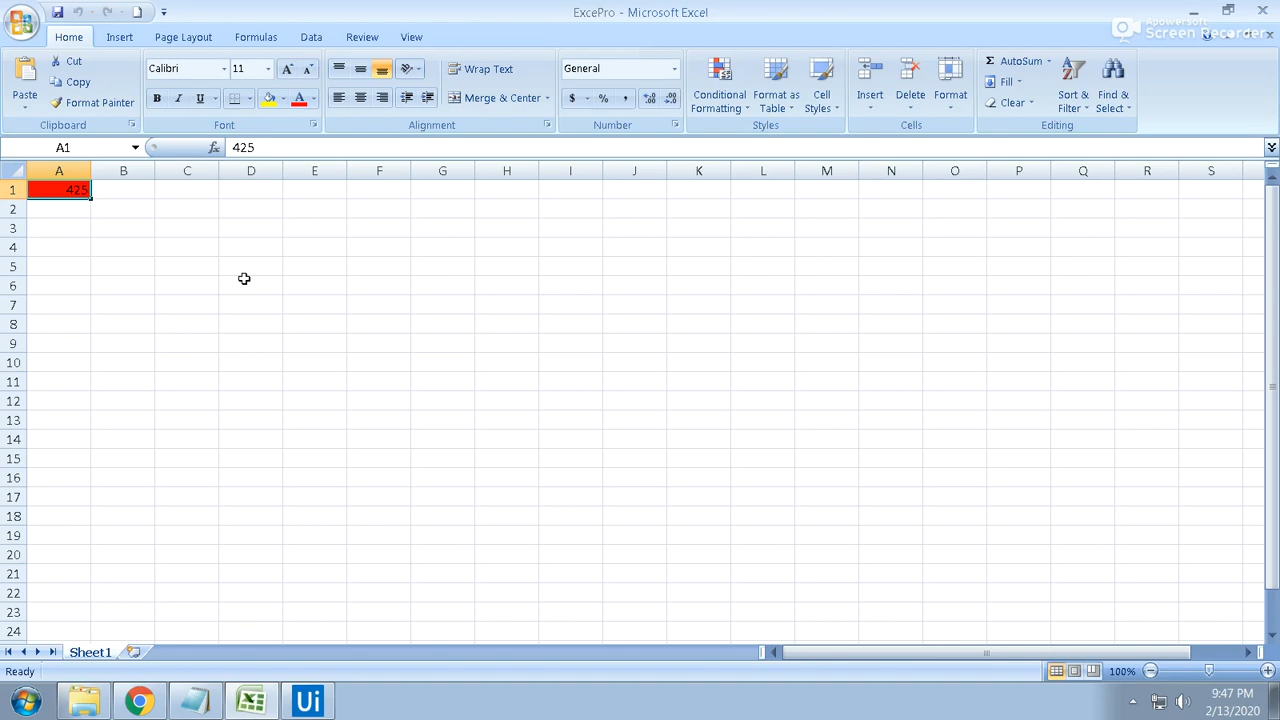 ExcePro - Microsoft Excel
Apowersoft
Screen Recorder
Home Insert Page Layout Formulas Data Review View
Paste
Cut
Copy
Format Painter
Clipboard
Calibri 11
B I U
A
Font
Wrap Text
Merge & Center
Alignment
General
$ % ,
Number
Conditional Formatting
Format as Table
Cell Styles
Styles
Insert Delete Format
Cells
Σ AutoSum
Fill
Clear
Sort & Filter
Find & Select
Editing
A1 fx 425
A B C D E F G H I J K L M N O P Q R S
1 425
2
3
4
5
6
7
8
9
10
11
12
13
14
15
16
17
18
19
20
21
22
23
24
Sheet1
Ready 100%
Ui
9:47 PM
2/13/2020